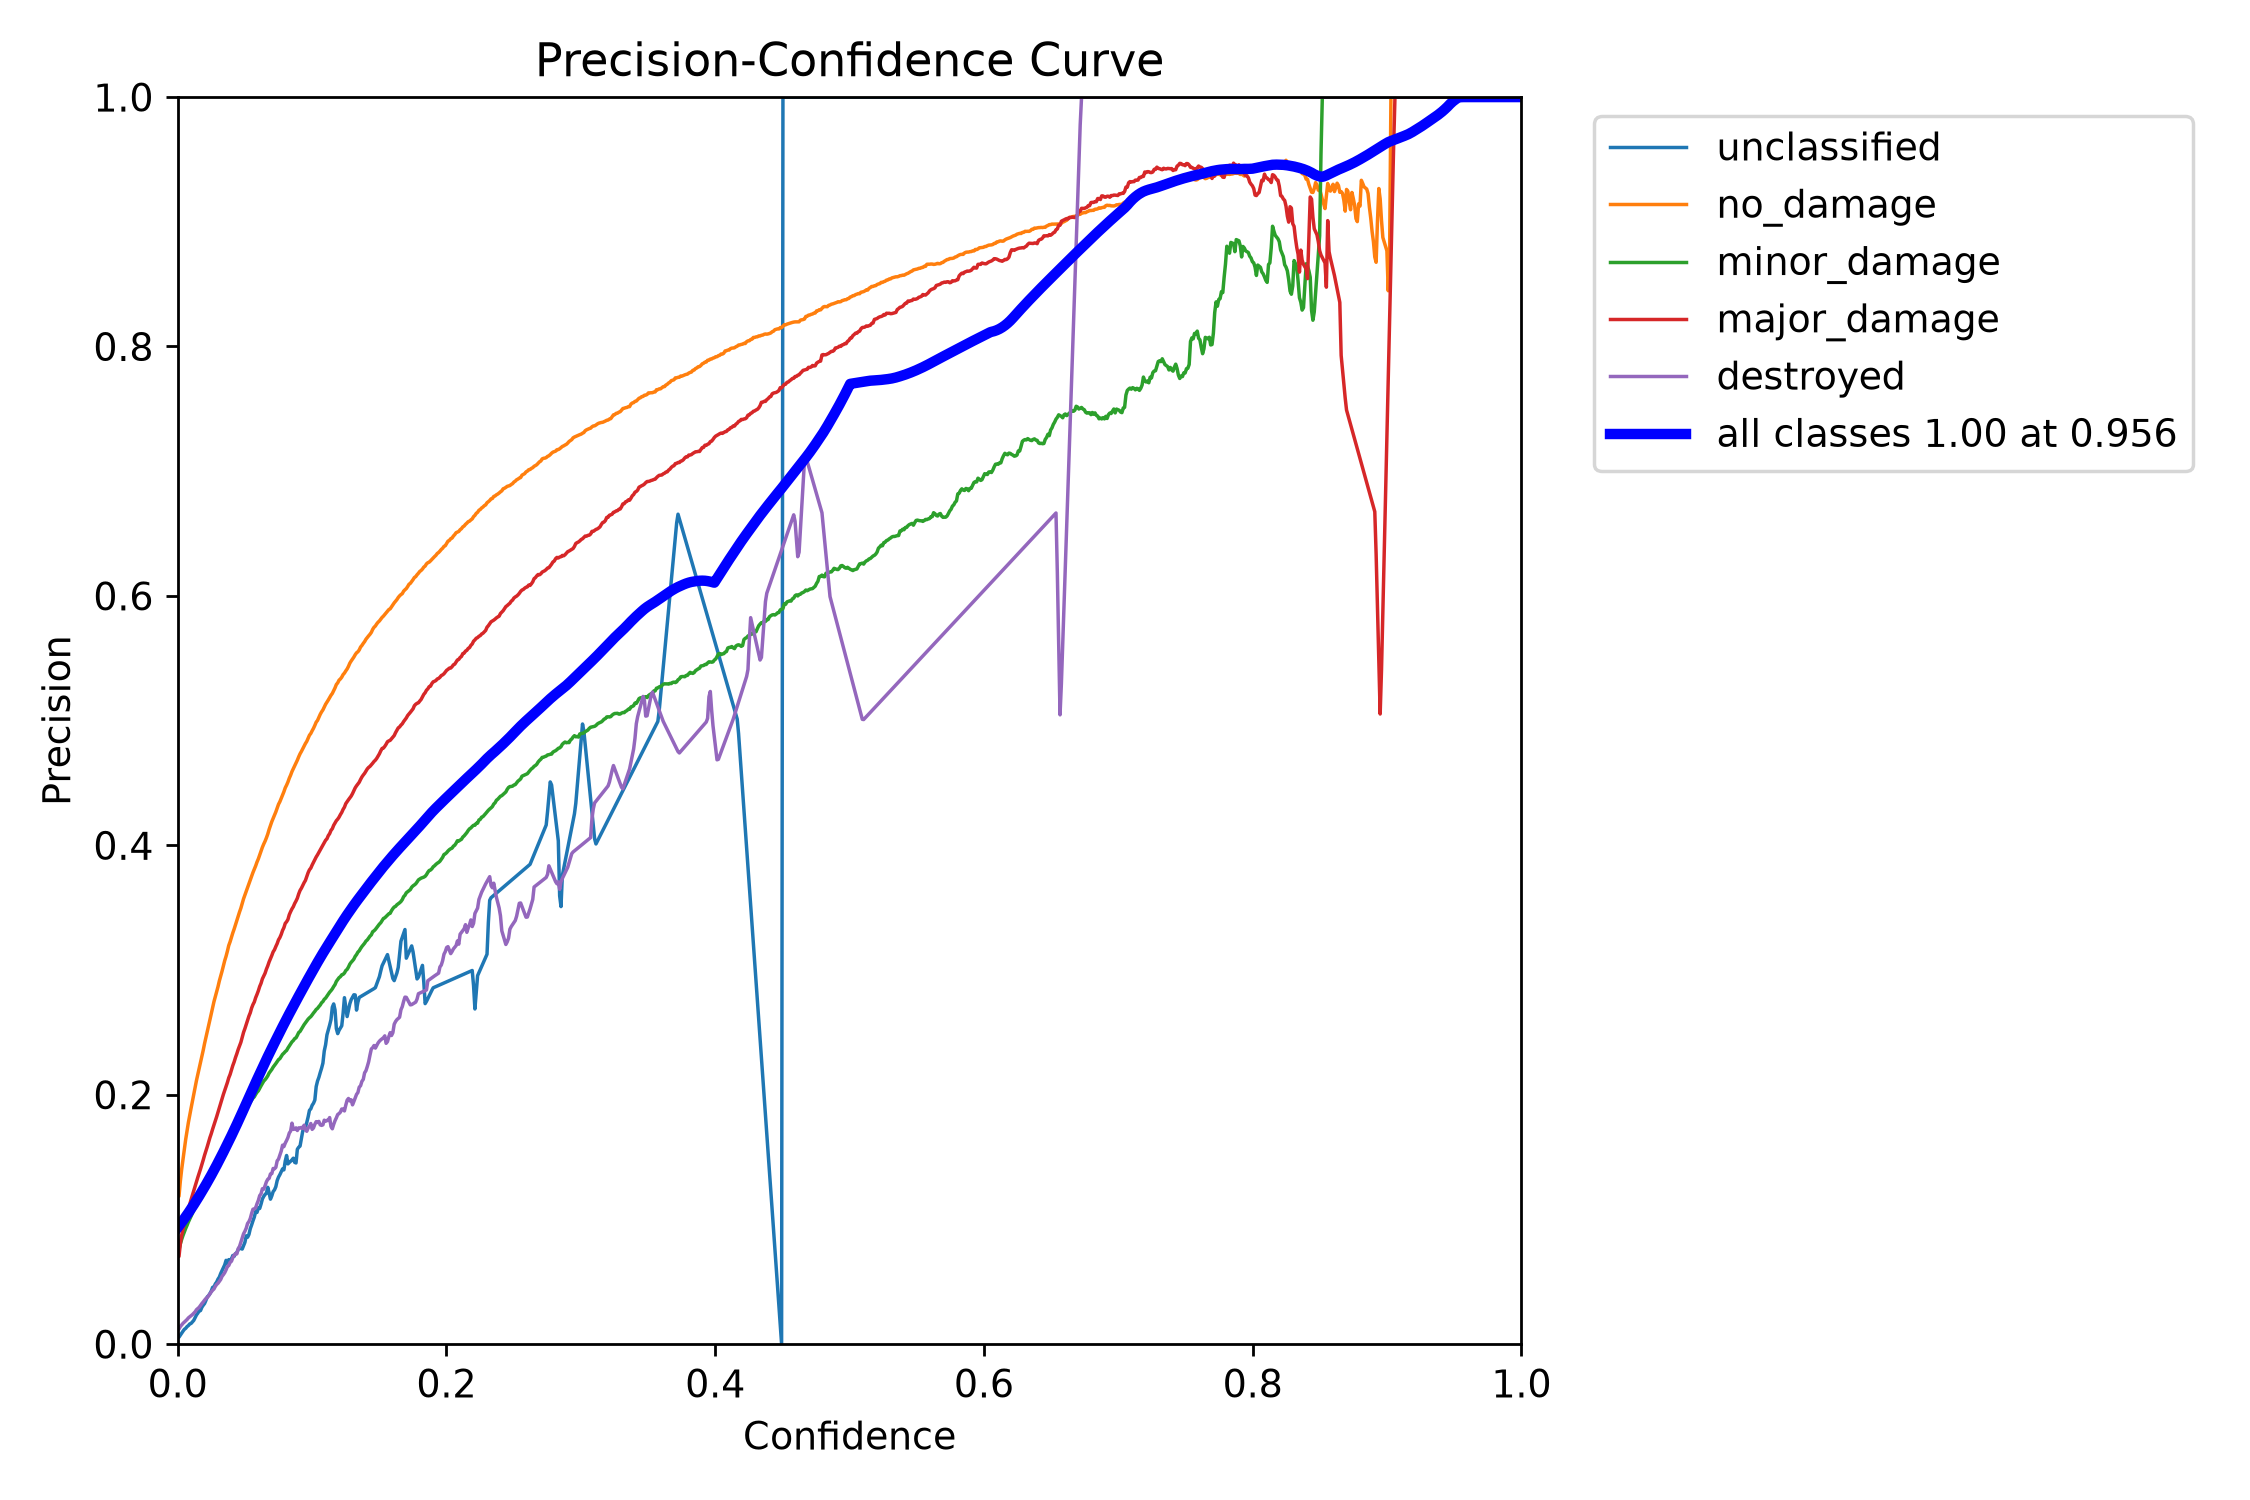 Precision-Confidence Curve
1.0
0.8
0.6
0.4
0.2
0.0
Precision
0.0 0.2 0.4 0.6 0.8 1.0
Confidence
unclassified
no_damage
minor_damage
major_damage
destroyed
all classes 1.00 at 0.956